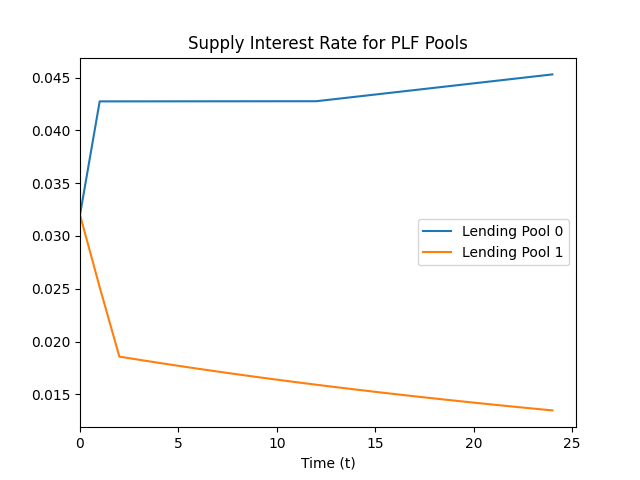 Supply Interest Rate for PLF Pools
0.045
0.040
0.035
0.030
0.025
0.020
0.015
Lending Pool 0
Lending Pool 1
0 5 10 15 20 25
Time (t)